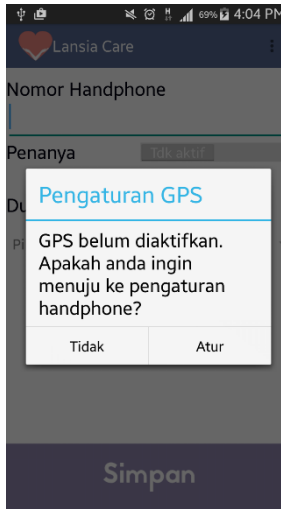 69% 4:04 PM
Lansia Care
Nomor Handphone
Penanya Tdk aktif
Du
Pengaturan GPS
Pi
GPS belum diaktifkan.
Apakah anda ingin
menuju ke pengaturan
handphone?
Tidak Atur
Simpan